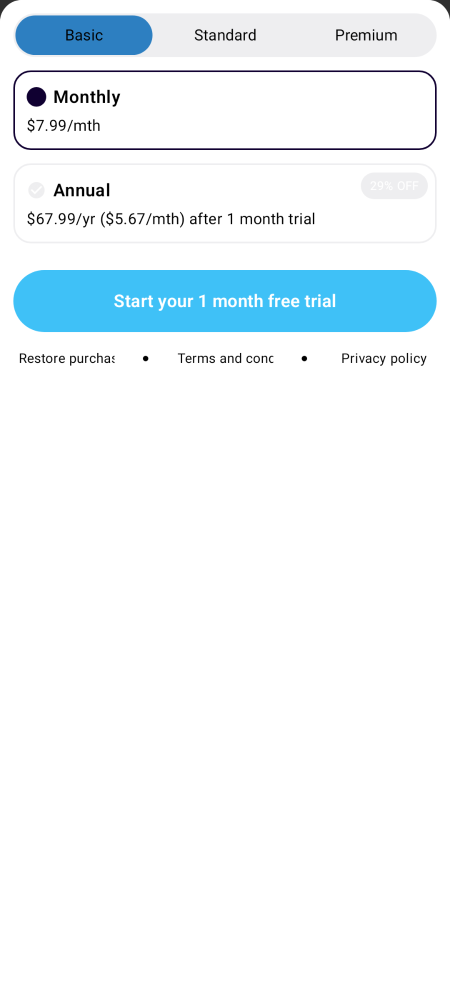 Basic Standard Premium
Monthly
$7.99/mth
Annual
29% OFF
$67.99/yr ($5.67/mth) after 1 month trial
Start your 1 month free trial
Restore purchas • Terms and conc • Privacy policy